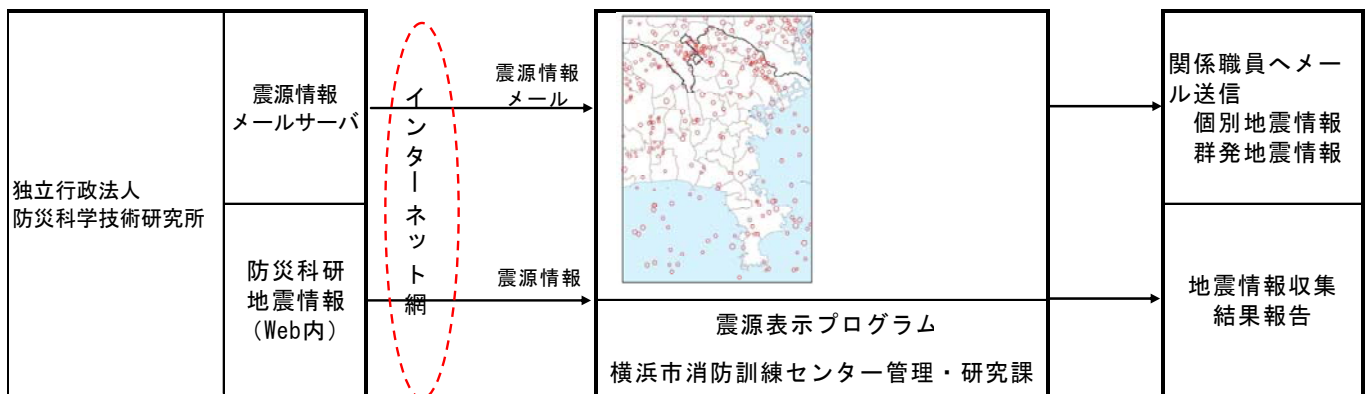 独立行政法人
防災科学技術研究所
震源情報
メールサーバ
防災科研
地震情報
(Web内)
インターネット網
震源情報
メール
震源情報
震源表示プログラム
横浜市消防訓練センター管理・研究課
関係職員へメー
ル送信
個別地震情報
群発地震情報
地震情報収集
結果報告